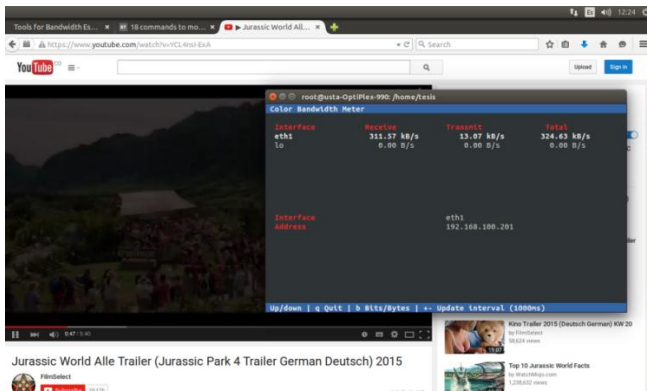 12:24
Tools for Bandwidth Es...
18 commands to mo...
Jurassic World All...
https://www.youtube.com/watch?v=YCL4nsI-ExA
Search
YouTube CO
Upload
Sign in
root@usta-OptiPlex-990: /home/tesis
Color Bandwidth Meter
Interface Receive Transmit Total
eth1 311.57 kB/s 13.07 kB/s 324.63 kB/s
lo 0.00 B/s 0.00 B/s 0.00 B/s
Interface eth1
Address 192.168.100.201
Up/down | q Quit | b Bits/Bytes | +- Update interval (1000ms)
0:47 / 5:40
Kino Trailer 2015 (Deutsch German) KW 20
by FilmSelect
58,624 views
19:07
Jurassic World Alle Trailer (Jurassic Park 4 Trailer German Deutsch) 2015
FilmSelect
Top 10 Jurassic World Facts
by WatchMojo.com
1,238,632 views